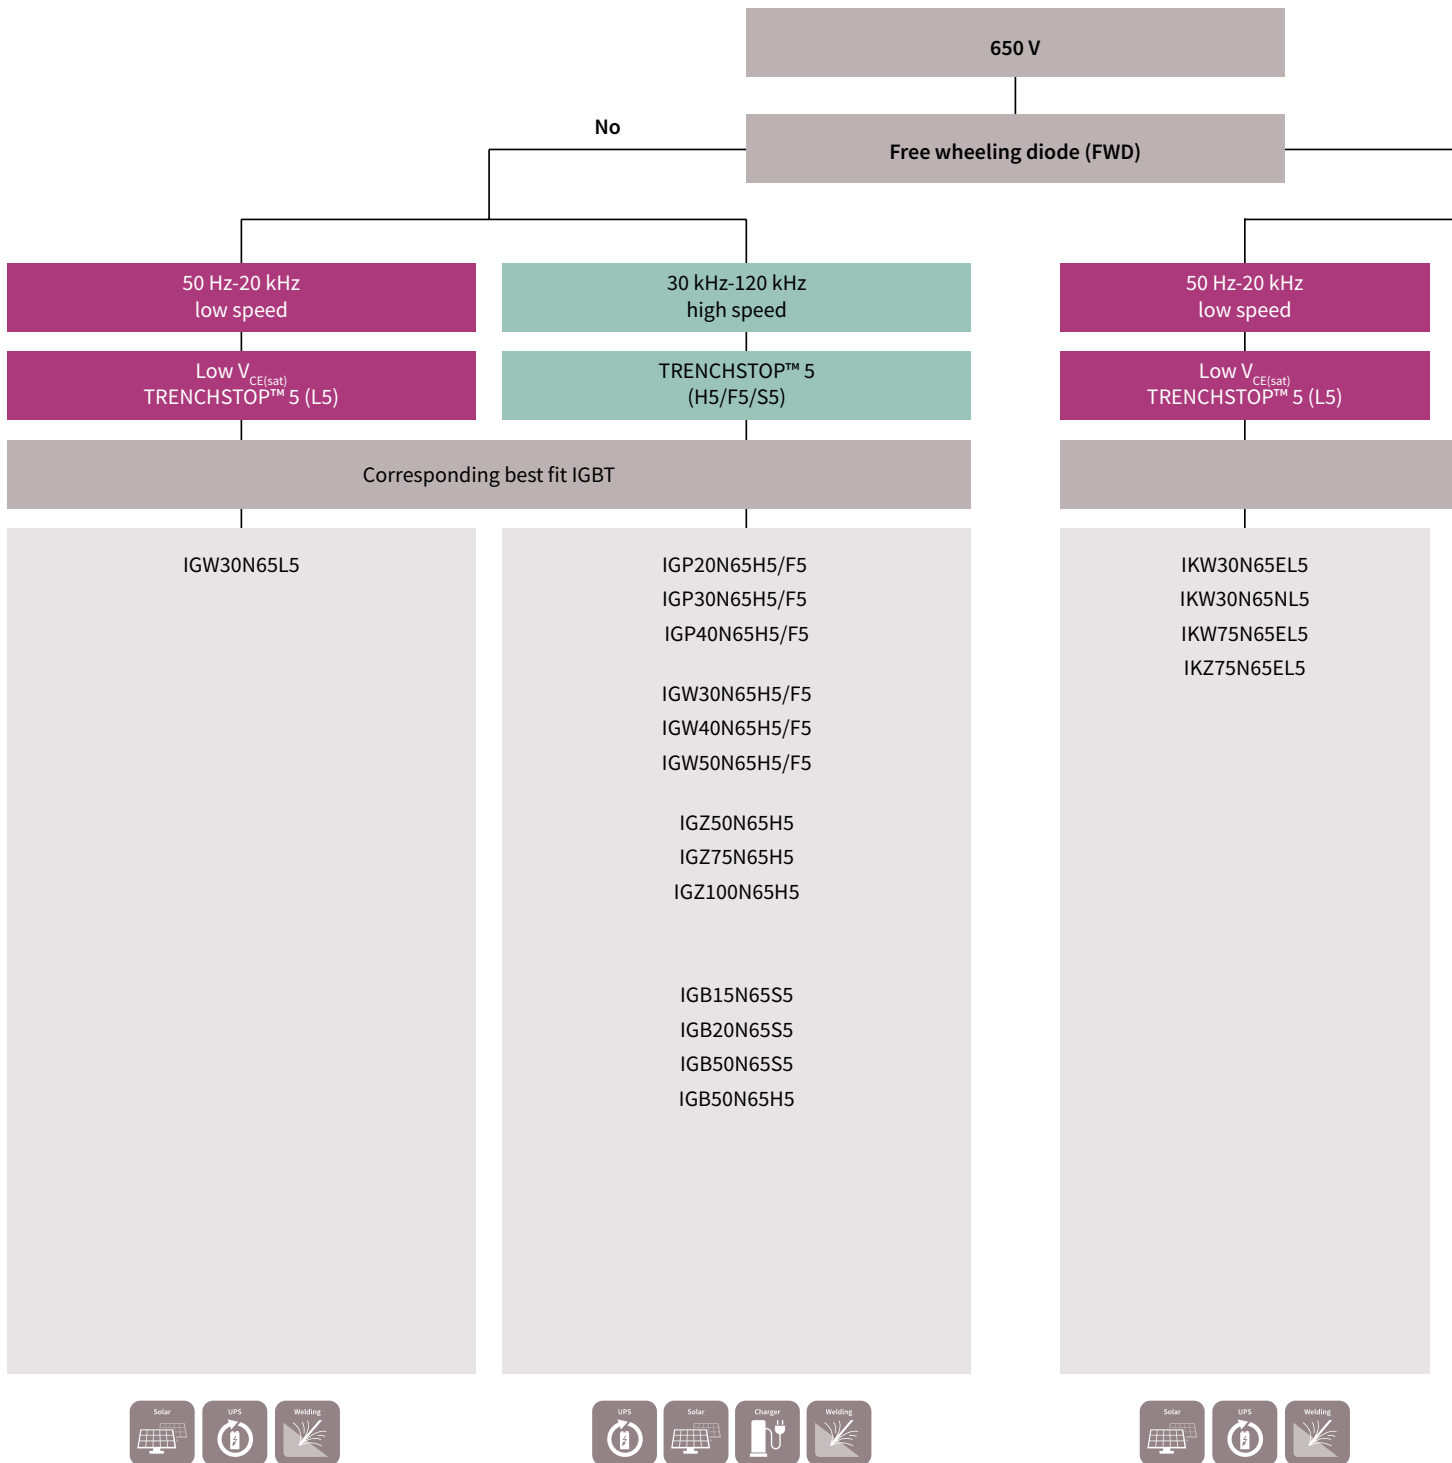 650 V
No
Free wheeling diode (FWD)
50 Hz-20 kHz
low speed
30 kHz-120 kHz
high speed
50 Hz-20 kHz
low speed
Low VCE(sat)
TRENCHSTOP™ 5 (L5)
TRENCHSTOP™ 5
(H5/F5/S5)
Low VCE(sat)
TRENCHSTOP™ 5 (L5)
Corresponding best fit IGBT
IGW30N65L5
IGP20N65H5/F5
IGP30N65H5/F5
IGP40N65H5/F5
IGW30N65H5/F5
IGW40N65H5/F5
IGW50N65H5/F5
IGZ50N65H5
IGZ75N65H5
IGZ100N65H5
IGB15N65S5
IGB20N65S5
IGB50N65S5
IGB50N65H5
IKW30N65EL5
IKW30N65NL5
IKW75N65EL5
IKZ75N65EL5
Solar
UPS
Welding
UPS
Solar
Charger
Welding
Solar
UPS
Welding